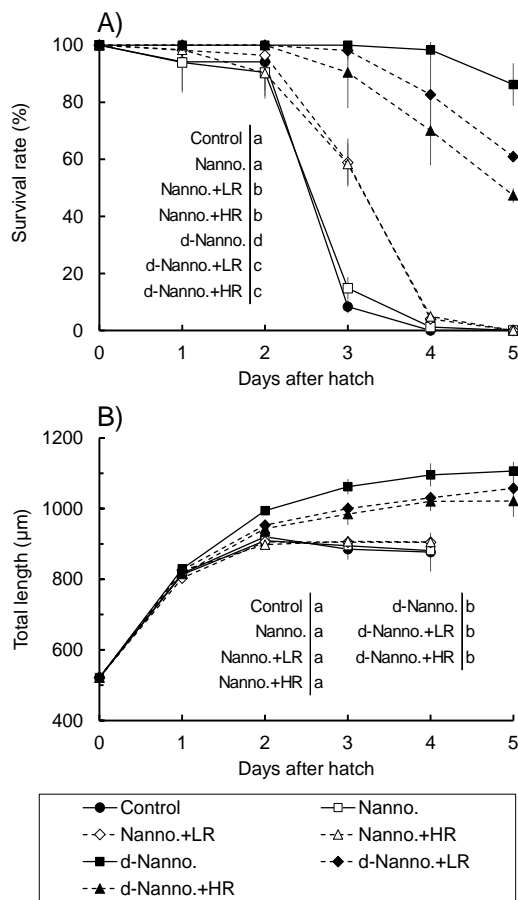 A)
Survival rate (%)
100
80
60
40
20
0
Control a
Nanno. a
Nanno.+LR b
Nanno.+HR b
d-Nanno. d
d-Nanno.+LR c
d-Nanno.+HR c
0 1 2 3 4 5
Days after hatch
B)
Total length (µm)
1200
1000
800
600
400
Control a d-Nanno. b
Nanno. a d-Nanno.+LR b
Nanno.+LR a d-Nanno.+HR b
Nanno.+HR a
0 1 2 3 4 5
Days after hatch
Control Nanno.
Nanno.+LR Nanno.+HR
d-Nanno. d-Nanno.+LR
d-Nanno.+HR